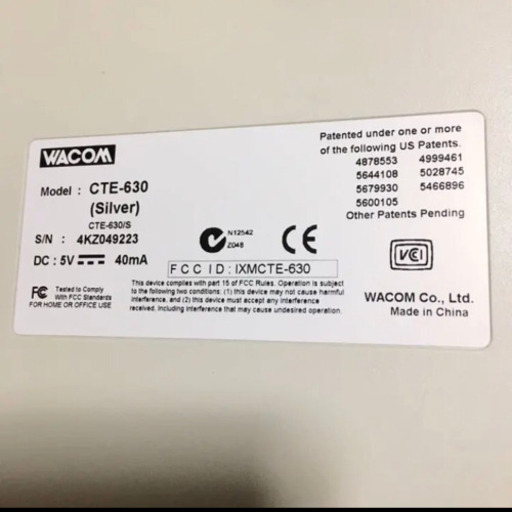 WACOM
Model : CTE-630
(Silver)
CTE-630/S
S/N : 4KZ049223
DC : 5V 40mA
N12542
Z046
CE
FCC ID : IXMCTE-630
FC Tested to Comply
With FCC Standards
FOR HOME OR OFFICE USE
This device complies with part 15 of FCC Rules. Operation is subject
to the following two conditions: (1) this device may not cause harmful
interference, and (2) this device must accept any interference
received, including interference that may cause undesired operation.
Patented under one or more
of the following US Patents.
4878553 4999461
5644108 5028745
5679930 5466896
5600105
Other Patents Pending
VCI
WACOM Co., Ltd.
Made in China